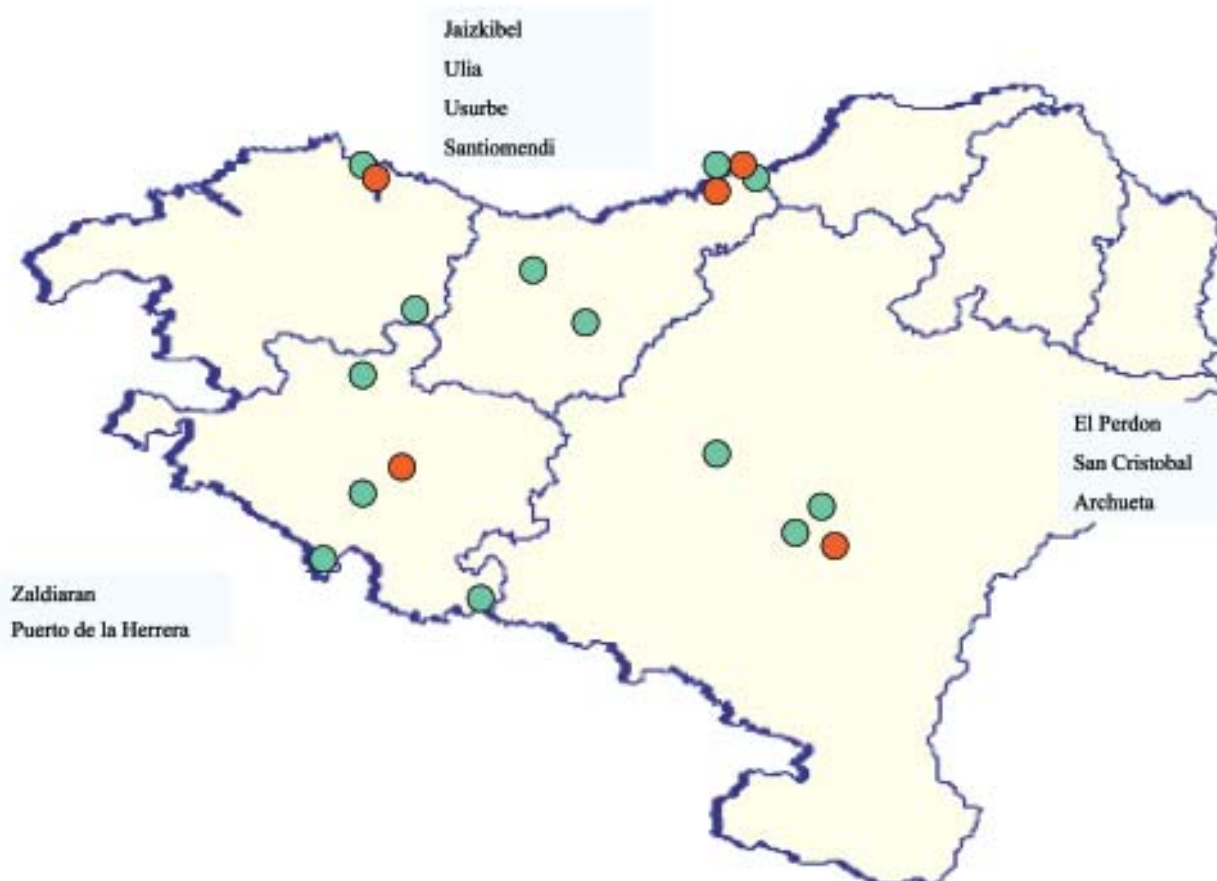 Jaizkibel
Ulia
Usurbe
Santiomendi
El Perdon
San Cristobal
Archueta
Zaldiaran
Puerto de la Herrera